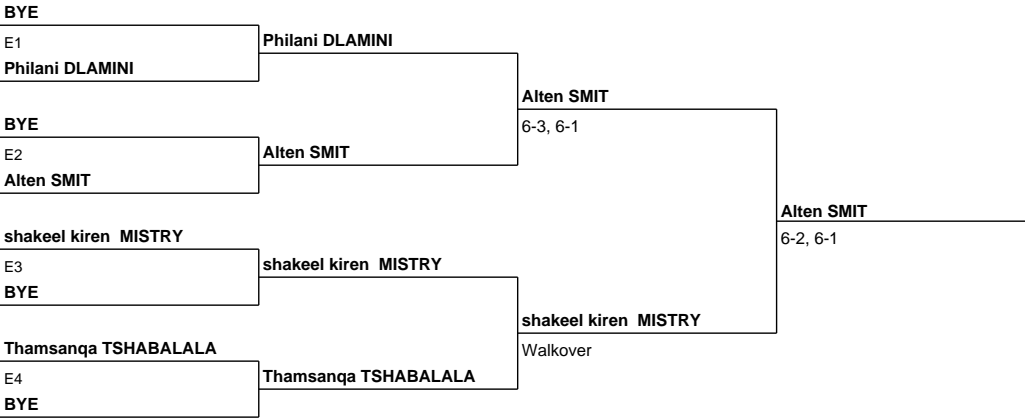 BYE
E1
Philani DLAMINI
Philani DLAMINI
BYE
E2
Alten SMIT
Alten SMIT
Alten SMIT
6-3, 6-1
shakeel kiren  MISTRY
E3
BYE
shakeel kiren  MISTRY
Thamsanqa TSHABALALA
E4
BYE
Thamsanqa TSHABALALA
shakeel kiren  MISTRY
Walkover
Alten SMIT
6-2, 6-1